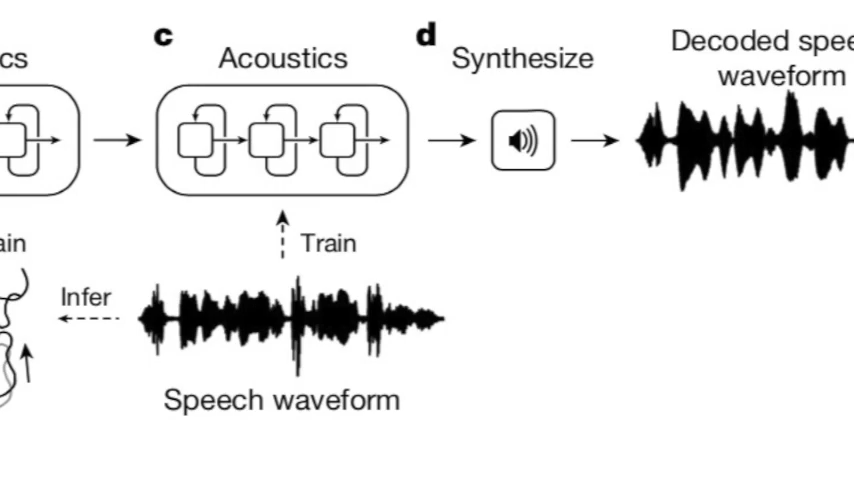 cs
c
Acoustics
d
Synthesize
Decoded spee
waveform
ain
Train
Infer
Speech waveform